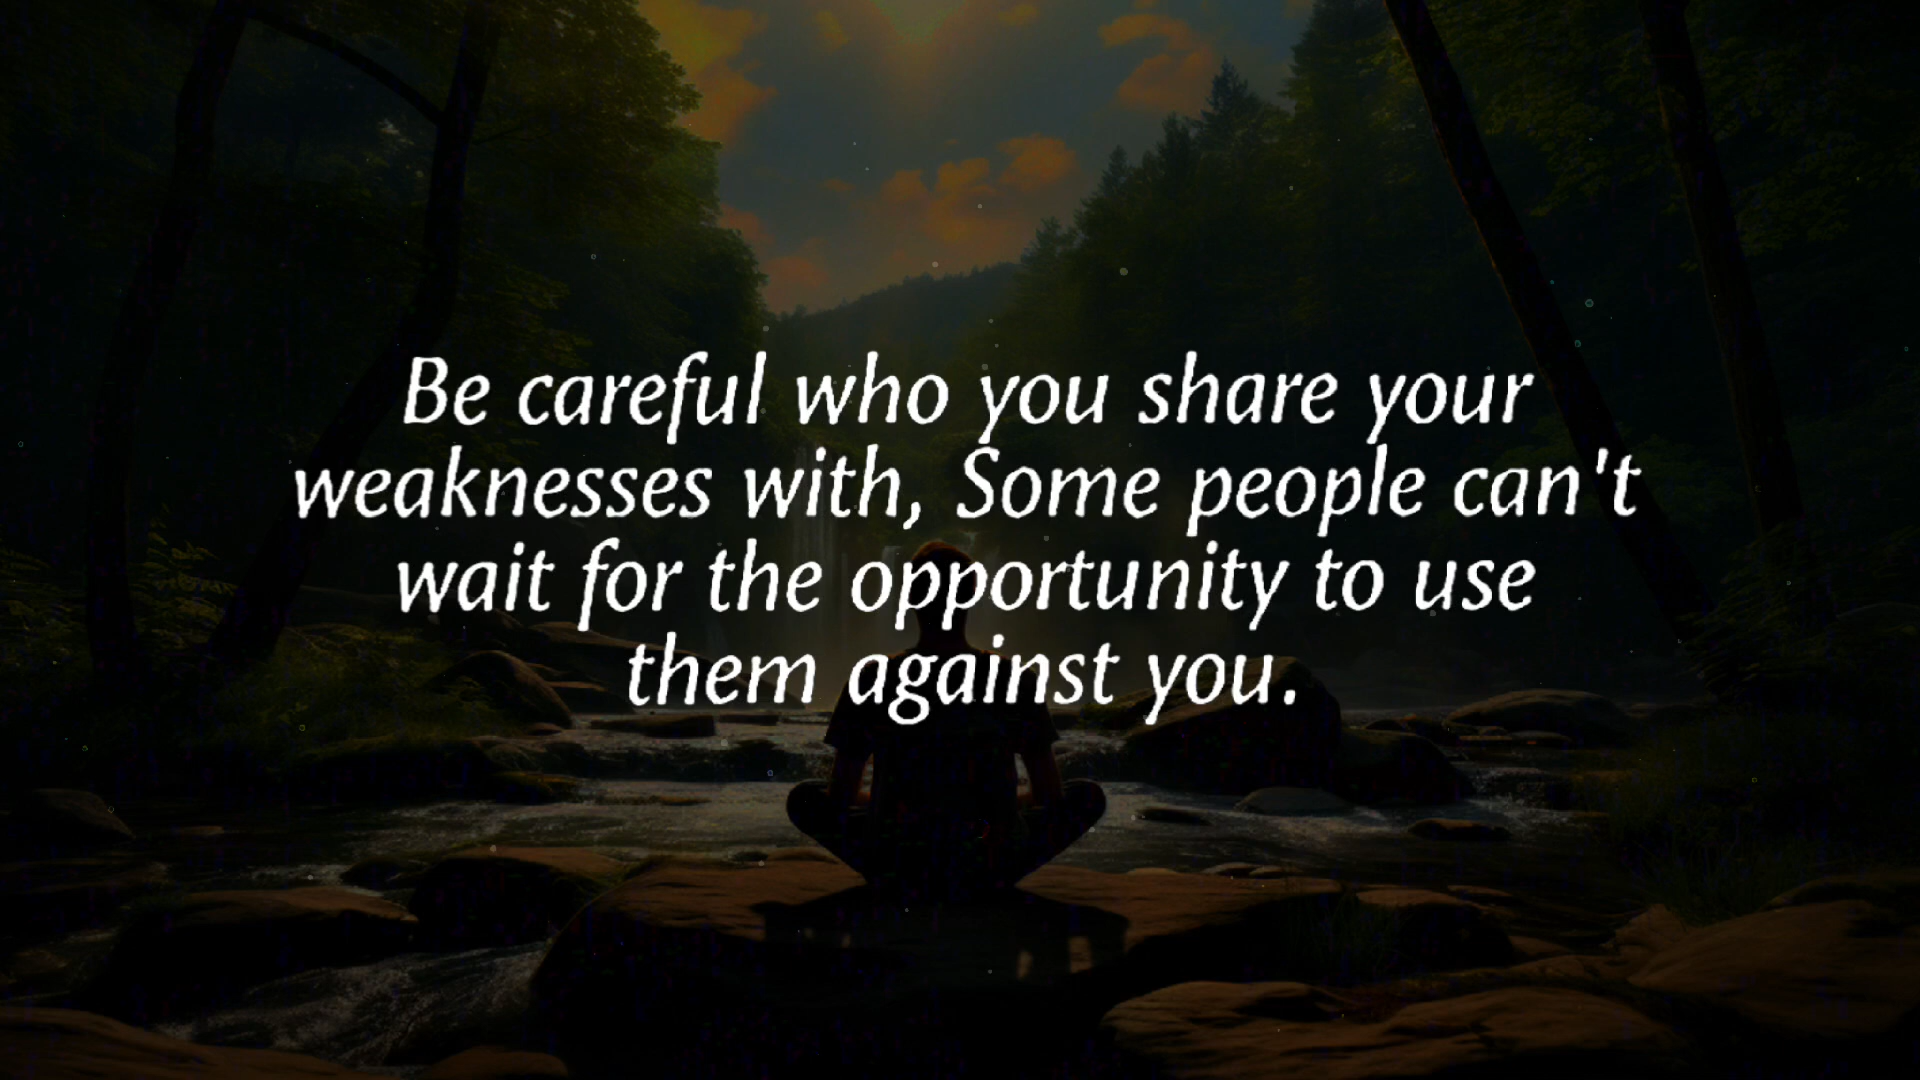 Be careful who you share your
weaknesses with, Some people can't
wait for the opportunity to use
them against you.